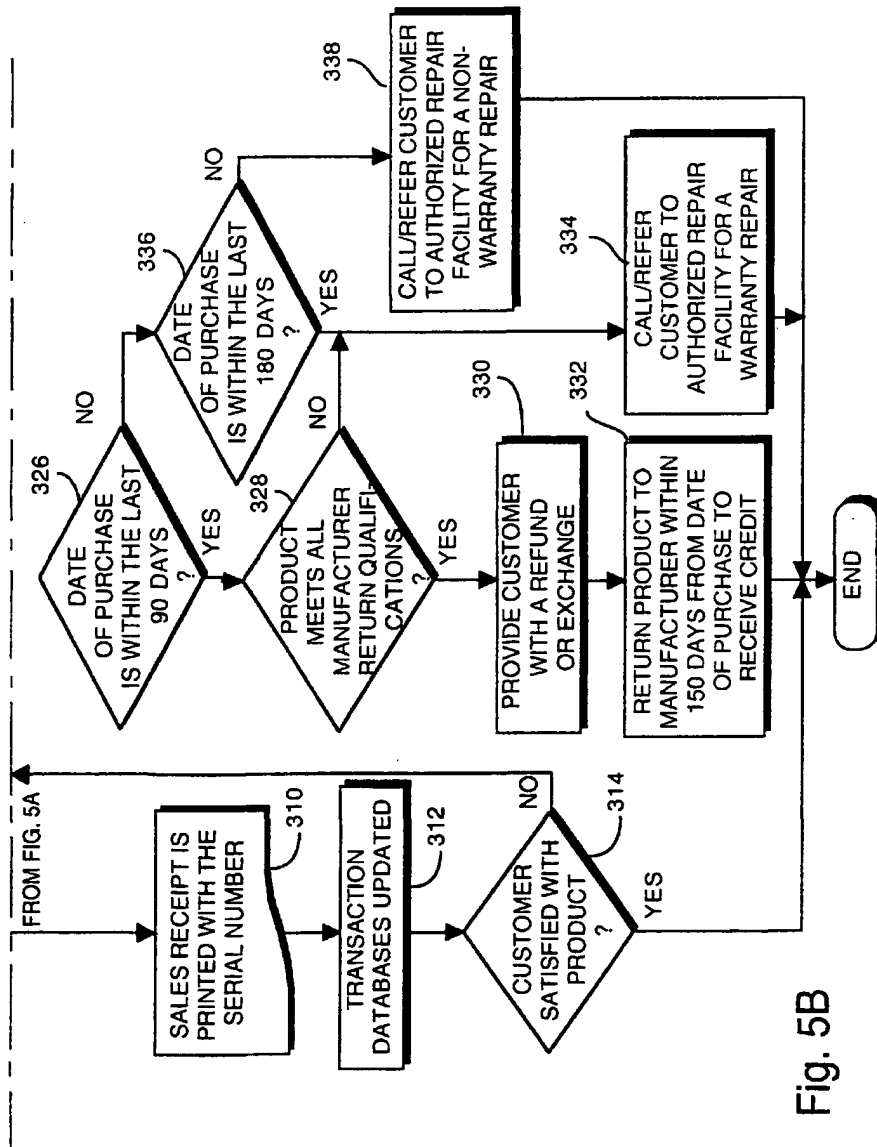 FROM FIG. 5A
SALES RECEIPT IS
PRINTED WITH THE
SERIAL NUMBER
310
TRANSACTION
DATABASES UPDATED
312
CUSTOMER
SATISFIED WITH
PRODUCT
?
314
NO
YES
326
DATE
OF PURCHASE
IS WITHIN THE LAST
90 DAYS
?
NO
YES
328
PRODUCT
MEETS ALL
MANUFACTURER
RETURN QUALIFI-
CATIONS
?
NO
YES
330
PROVIDE CUSTOMER
WITH A REFUND
OR EXCHANGE
332
RETURN PRODUCT TO
MANUFACTURER WITHIN
150 DAYS FROM DATE
OF PURCHASE TO
RECEIVE CREDIT
336
DATE
OF PURCHASE
IS WITHIN THE LAST
180 DAYS
?
NO
YES
338
CALL/REFER CUSTOMER
TO AUTHORIZED REPAIR
FACILITY FOR A NON-
WARRANTY REPAIR
334
CALL/REFER
CUSTOMER TO
AUTHORIZED REPAIR
FACILITY FOR A
WARRANTY REPAIR
END
Fig. 5B